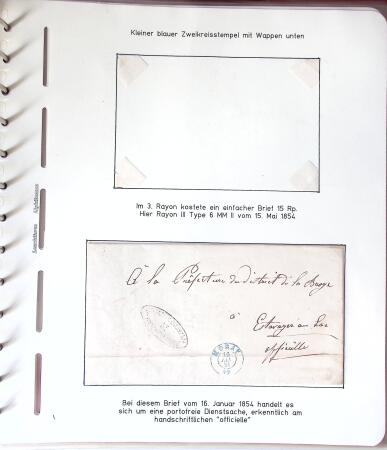 Kleiner blauer Zweikreisstempel mit Wappen unten
Im 3. Rayon kostete ein einfacher Brief 15 Rp.
Hier Rayon III Type 6 MM II vom 15. Mai 1854
A la Préfecture du district de la Broye
à
Estavayer au Lac
officielle
MORAT
Bei diesem Brief vom 16. Januar 1854 handelt es
sich um eine portofreie Dienstsache, erkenntlich am
handschriftlichen "officielle"